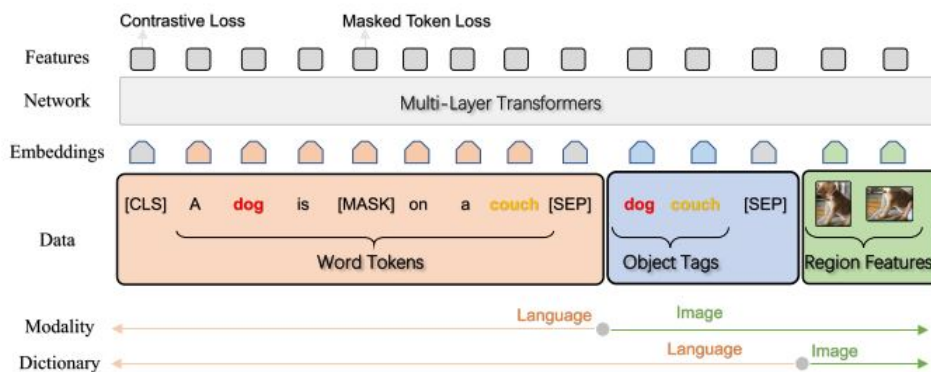 Contrastive Loss Masked Token Loss
Features
Network Multi-Layer Transformers
Embeddings
[CLS] A dog is [MASK] on a couch [SEP] dog couch [SEP]
Data
Word Tokens Object Tags Region Features
Modality Language Image
Dictionary Language Image